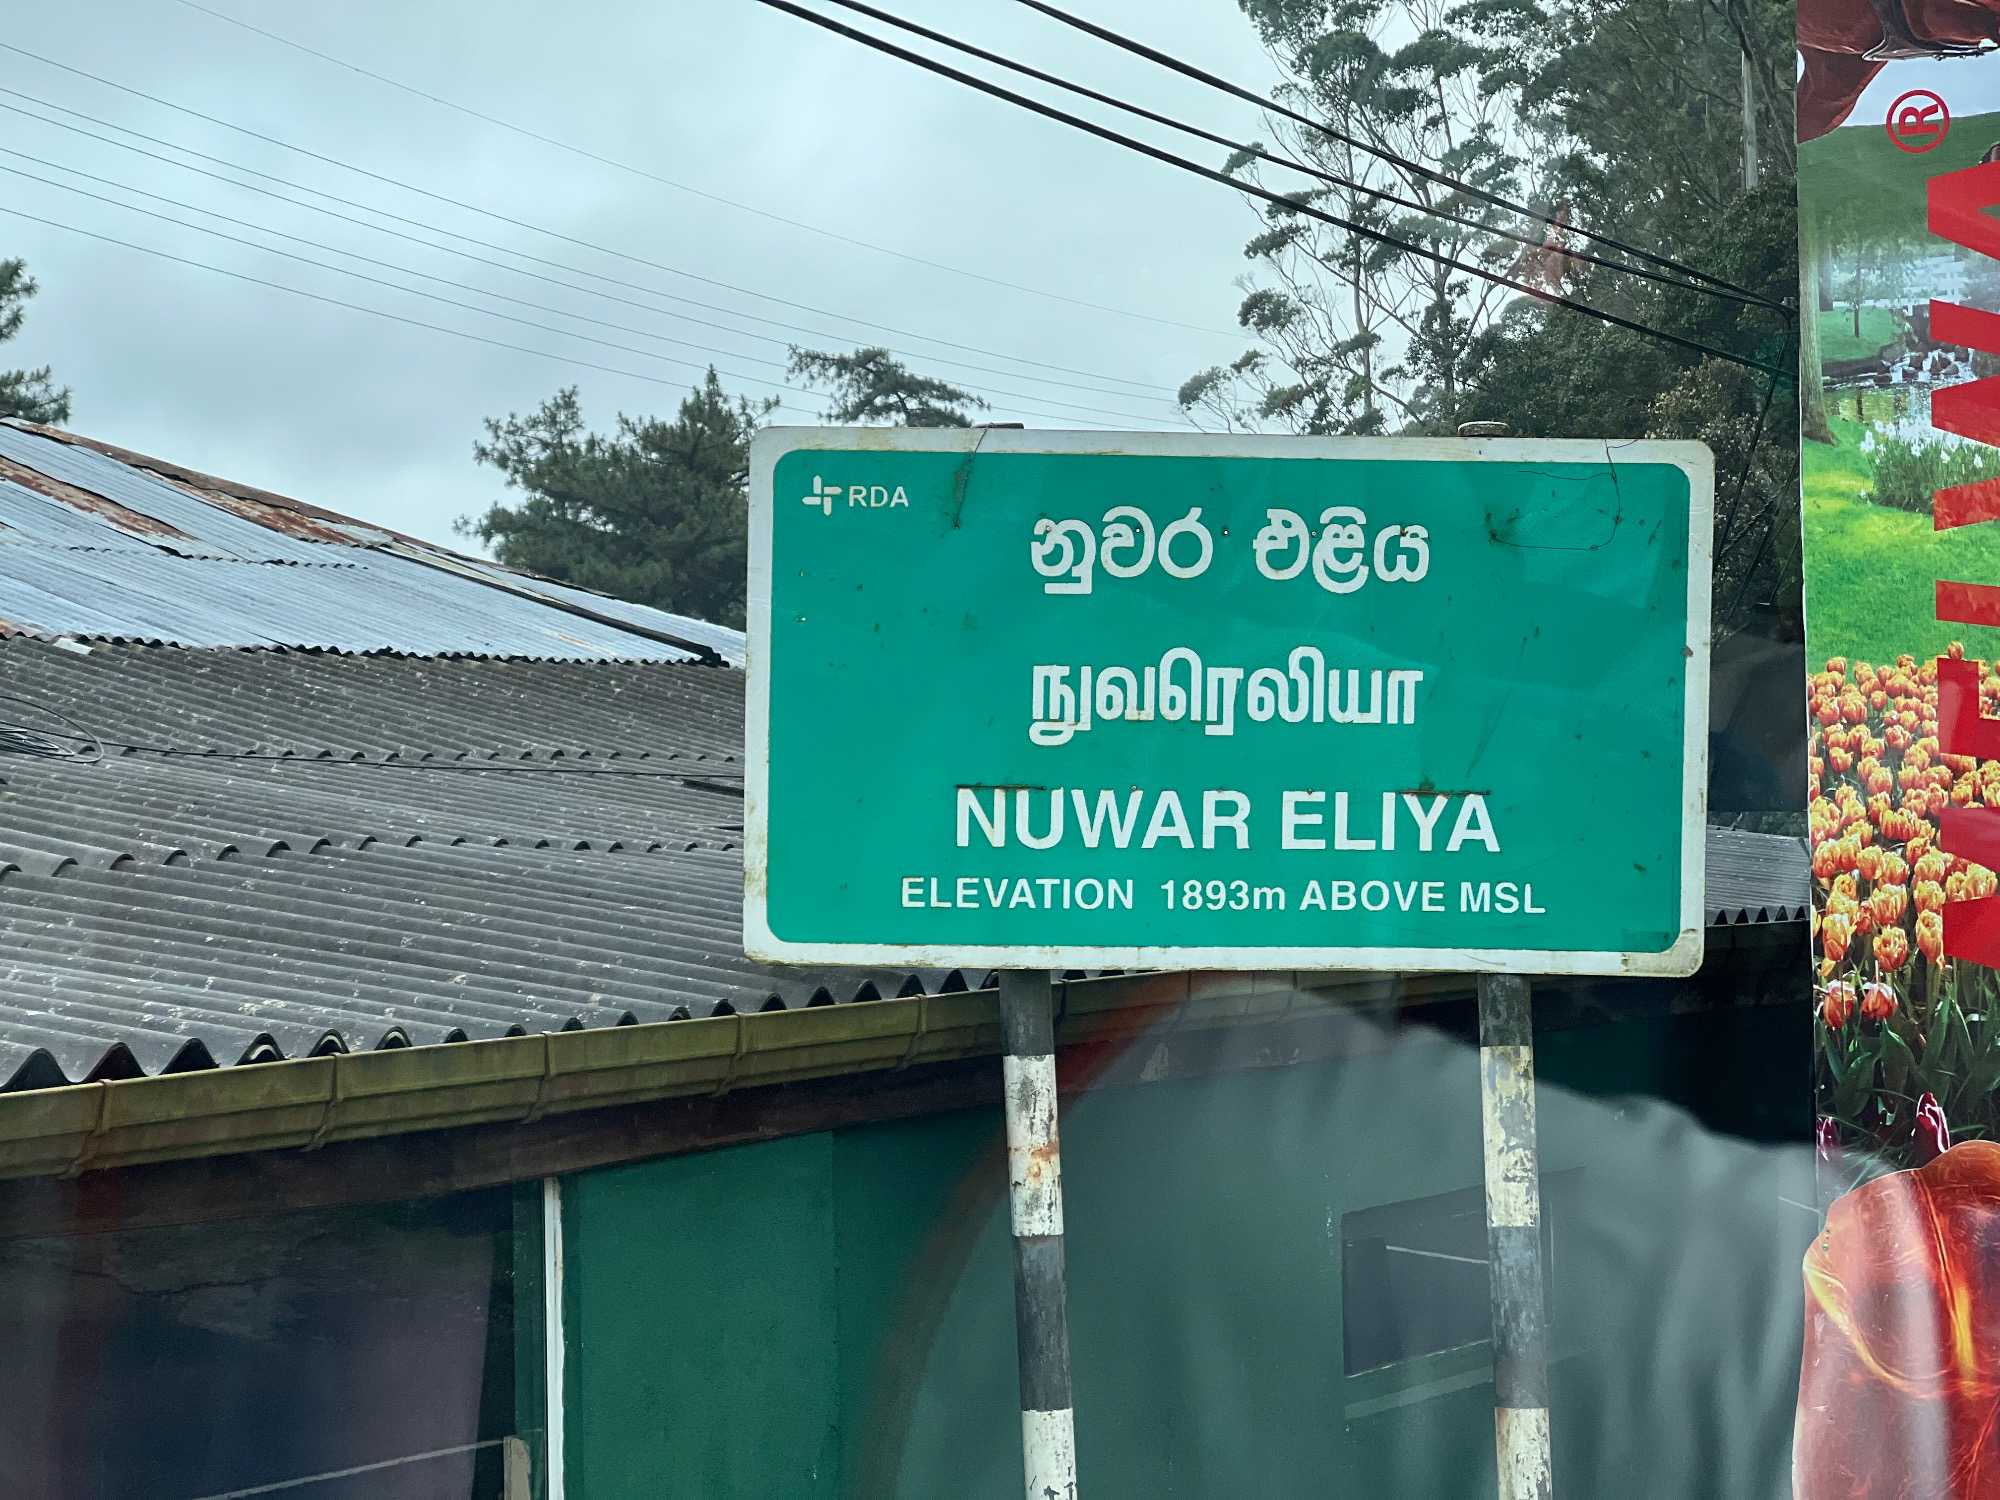 RDA
නුවර එළිය
நுவரெலியா
NUWAR ELIYA
ELEVATION 1893m ABOVE MSL
®